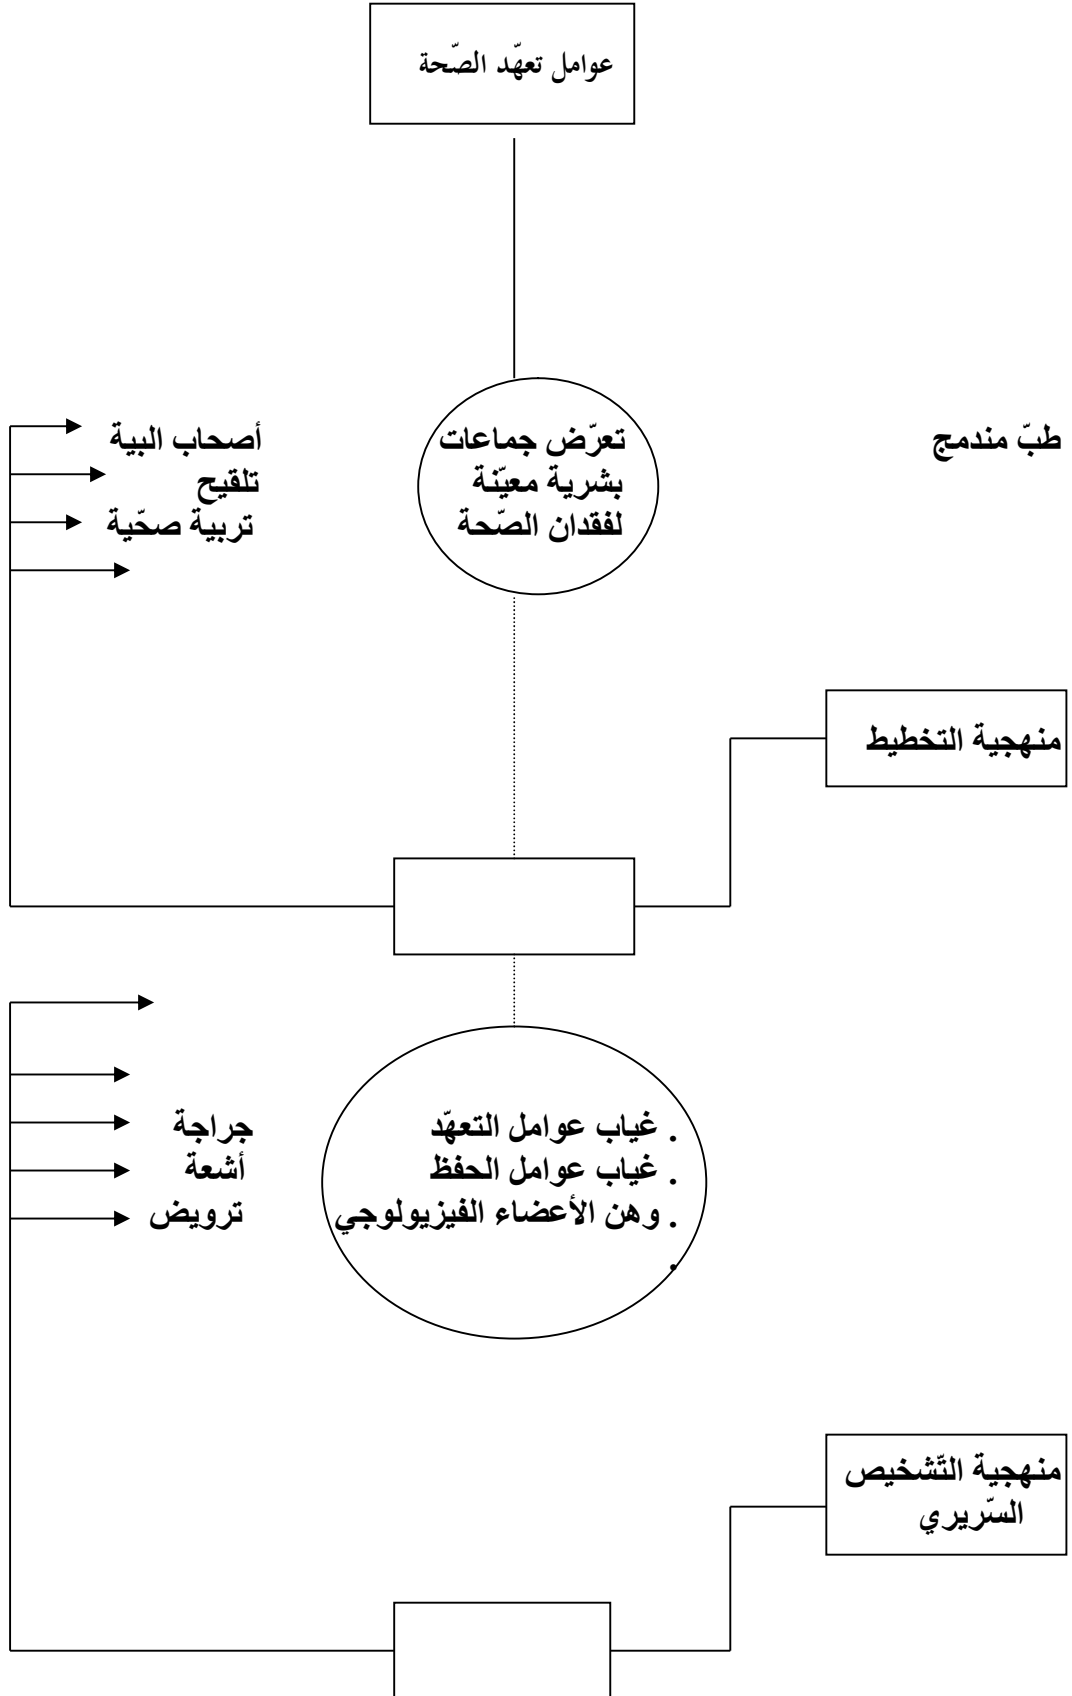 عوامل تعهّد الصّحة
طبّ مندمج
تعرّض جماعات
بشرية معيّنة
لفقدان الصّحة
أصحاب البية
تلقيح
تربية صحّية
منهجية التخطيط
. غياب عوامل التعهّد
. غياب عوامل الحفظ
. وهن الأعضاء الفيزيولوجي
.
جراجة
أشعة
ترويض
منهجية التّشخيص
السّريري